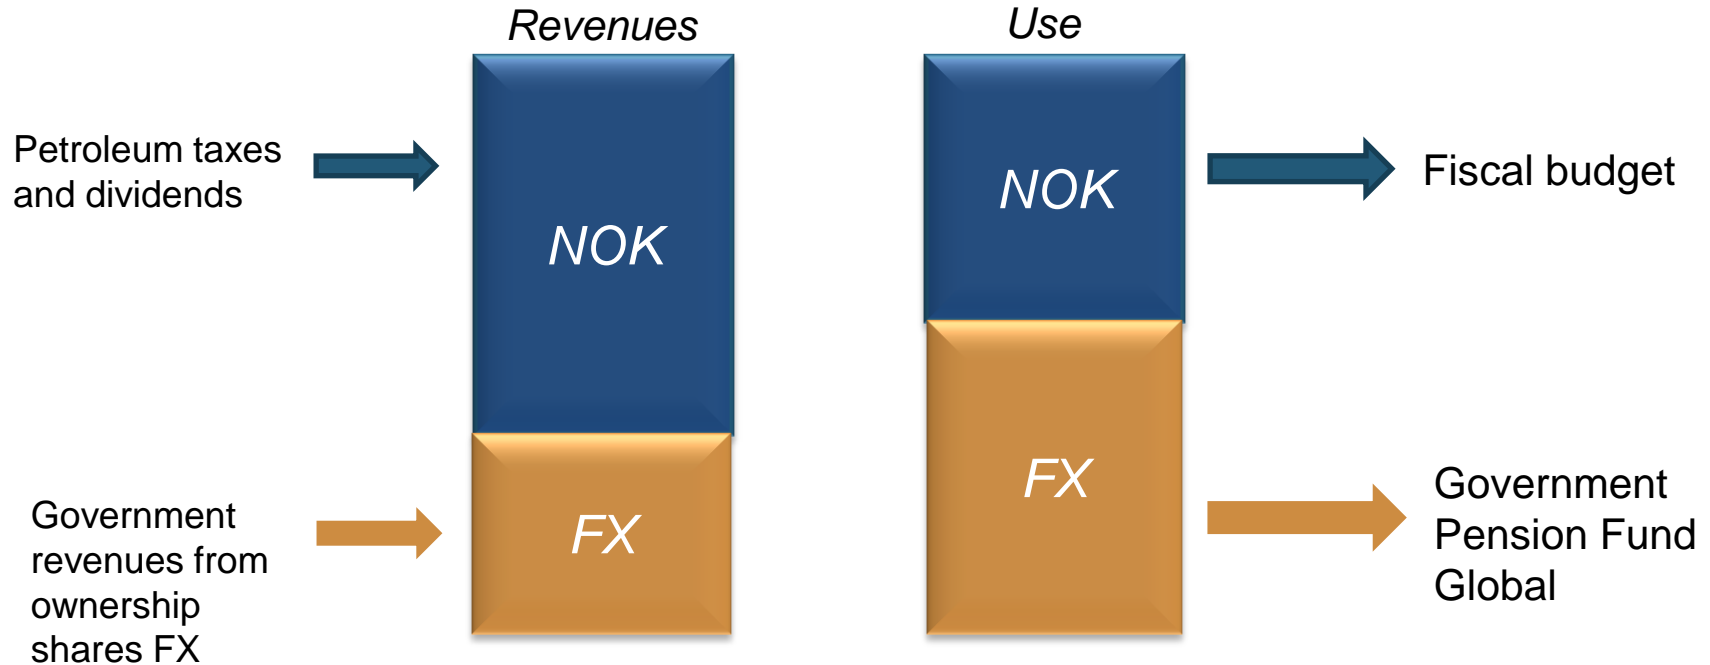 Revenues
Use
Petroleum taxes
and dividends
NOK
NOK
Fiscal budget
Government
revenues from
ownership
shares FX
FX
FX
Government
Pension Fund
Global